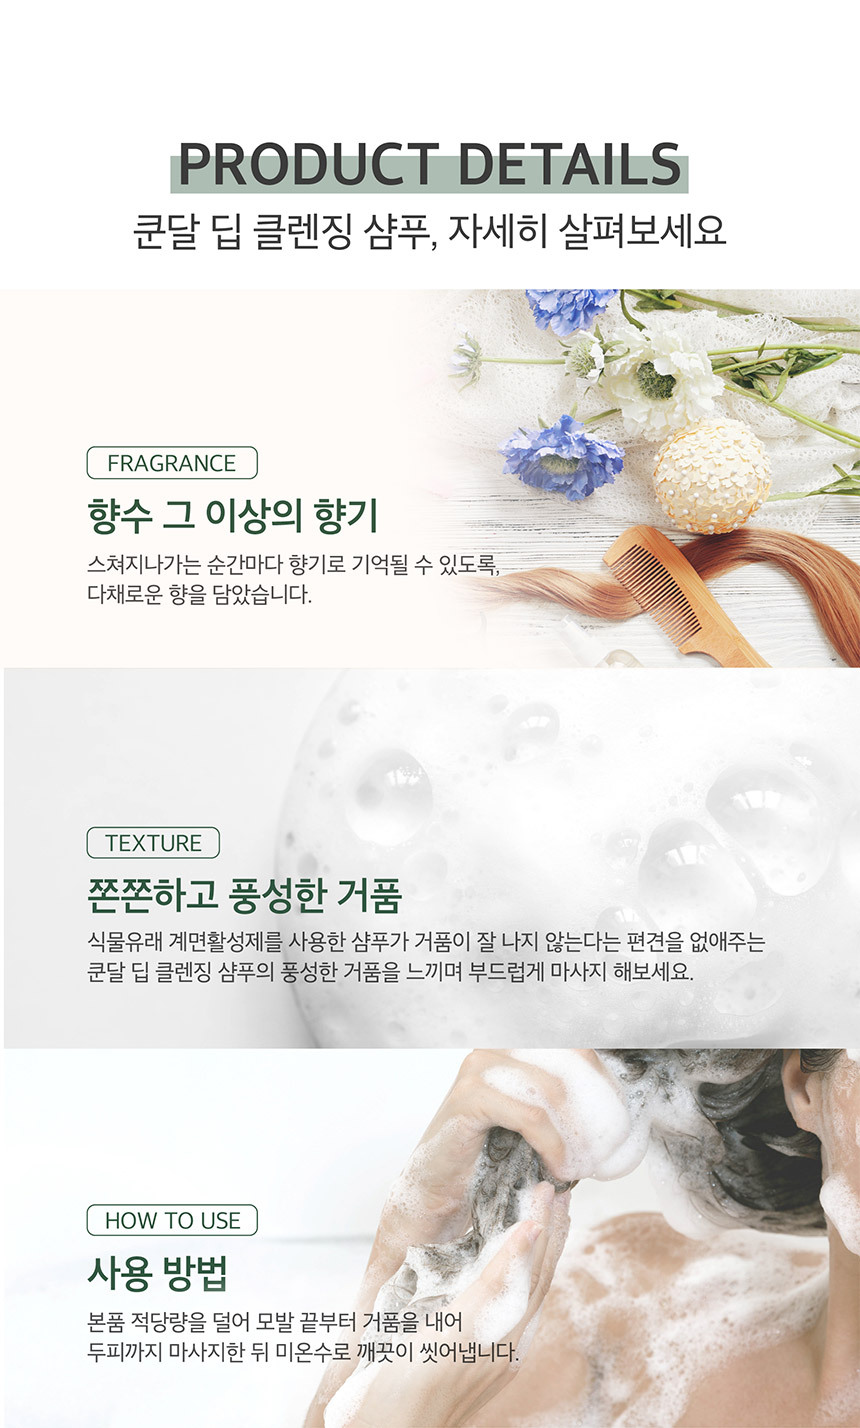 PRODUCT DETAILS
쿤달 딥 클렌징 샴푸, 자세히 살펴보세요
FRAGRANCE
향수 그 이상의 향기
스쳐지나가는 순간마다 향기로 기억될 수 있도록,
다채로운 향을 담았습니다.
TEXTURE
쫀쫀하고 풍성한 거품
식물유래 계면활성제를 사용한 샴푸가 거품이 잘 나지 않는다는 편견을 없애주는
쿤달 딥 클렌징 샴푸의 풍성한 거품을 느끼며 부드럽게 마사지 해보세요.
HOW TO USE
사용 방법
본품 적당량을 덜어 모발 끝부터 거품을 내어
두피까지 마사지한 뒤 미온수로 깨끗이 씻어냅니다.